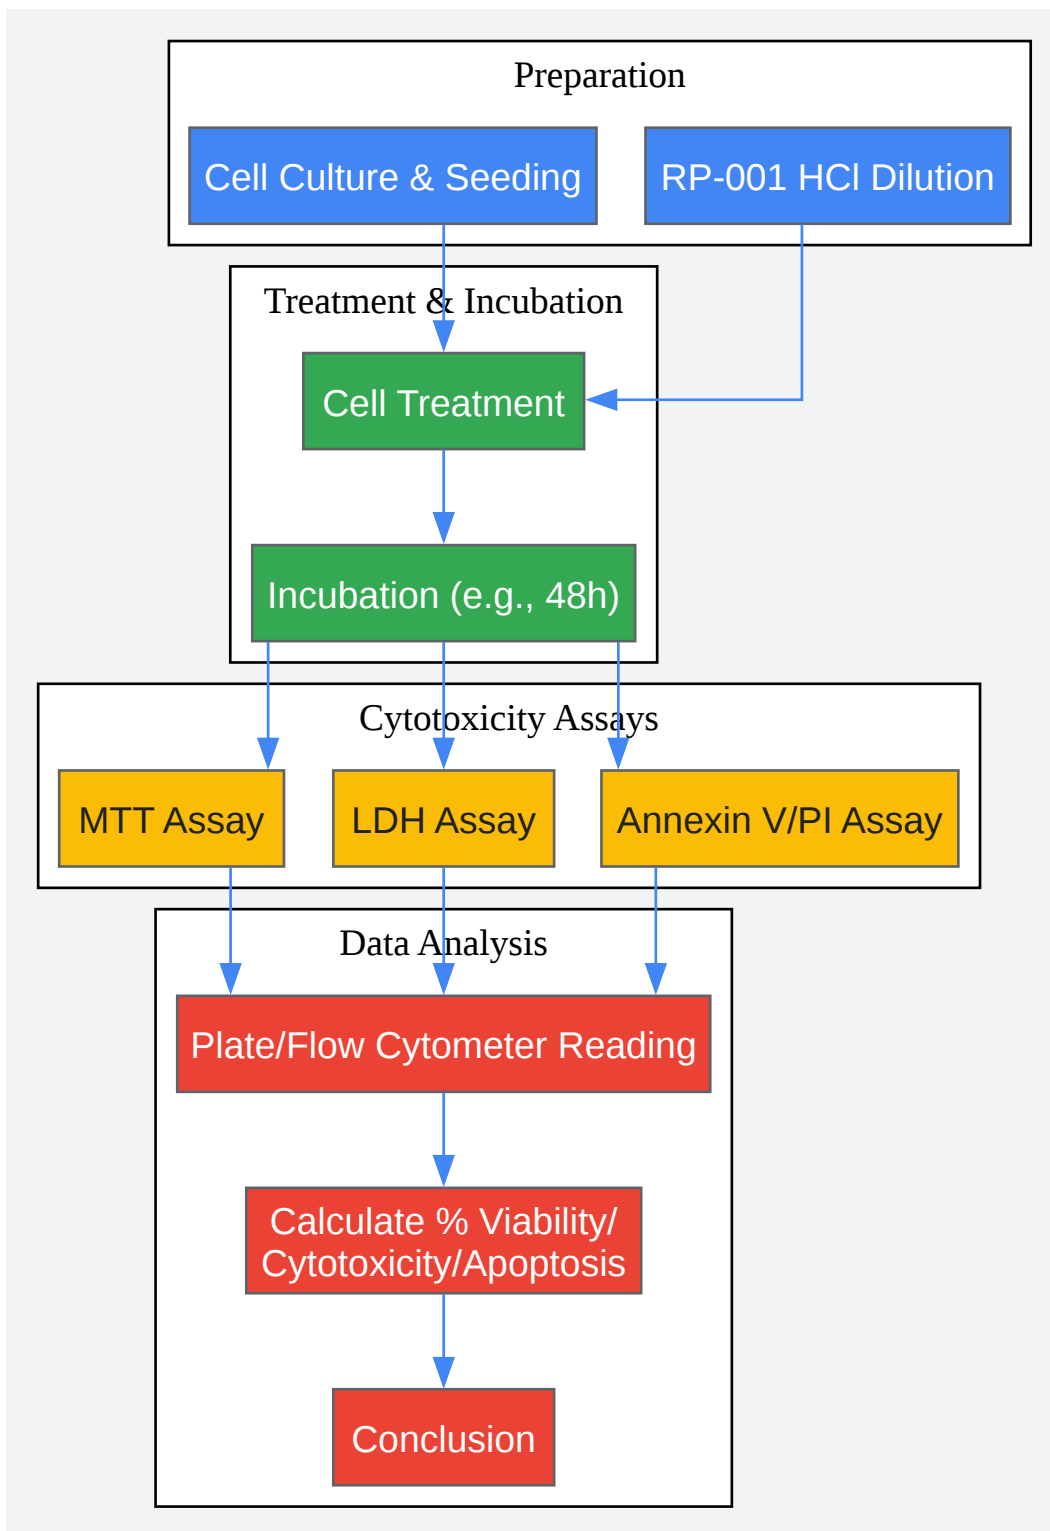 Preparation
Cell Culture & Seeding
RP-001 HCl Dilution
Treatment & Incubation
Cell Treatment
Incubation (e.g., 48h)
Cytotoxicity Assays
MTT Assay
LDH Assay
Annexin V/PI Assay
Data Analysis
Plate/Flow Cytometer Reading
Calculate % Viability/
Cytotoxicity/Apoptosis
Conclusion